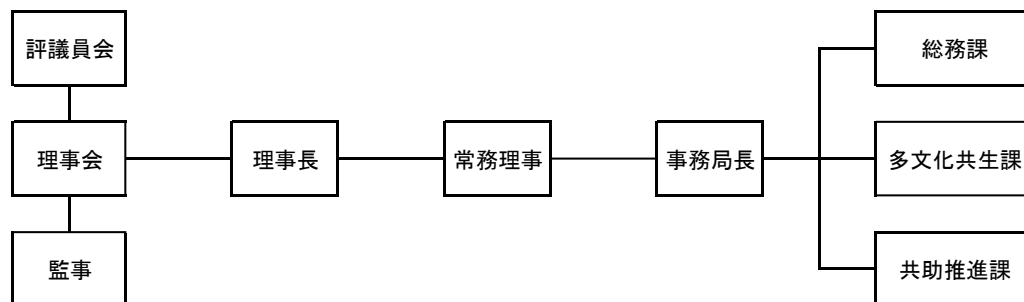 評議員会
総務課
理事会
理事長
常務理事
事務局長
多文化共生課
監事
共助推進課